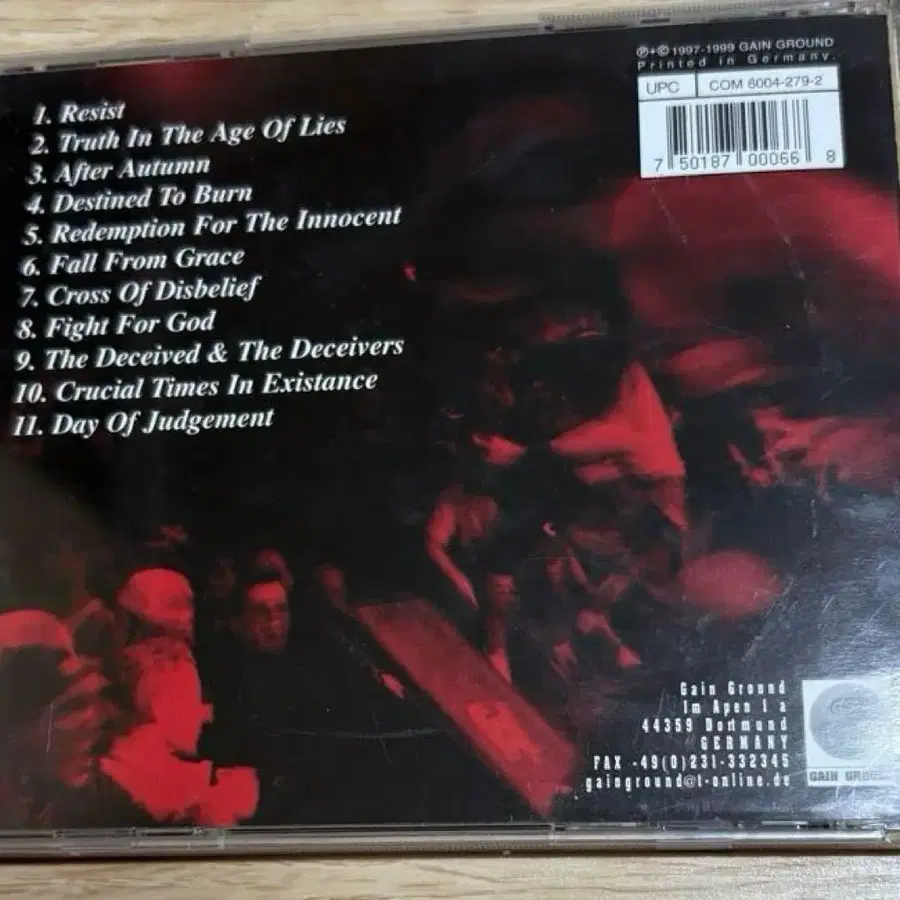 ℗+© 1997-1999 GAIN GROUND
Printed in Germany.
UPC COM 6004-279-2
7 50187 00066 8
1. Resist
2. Truth In The Age Of Lies
3. After Autumn
4. Destined To Burn
5. Redemption For The Innocent
6. Fall From Grace
7. Cross Of Disbelief
8. Fight For God
9. The Deceived & The Deceivers
10. Crucial Times In Existance
11. Day Of Judgement
Gain Ground
Im Apen 1a
44359 Dortmund
GERMANY
FAX -49(0)231-332345
gainground@t-online.de
GAIN GROUND